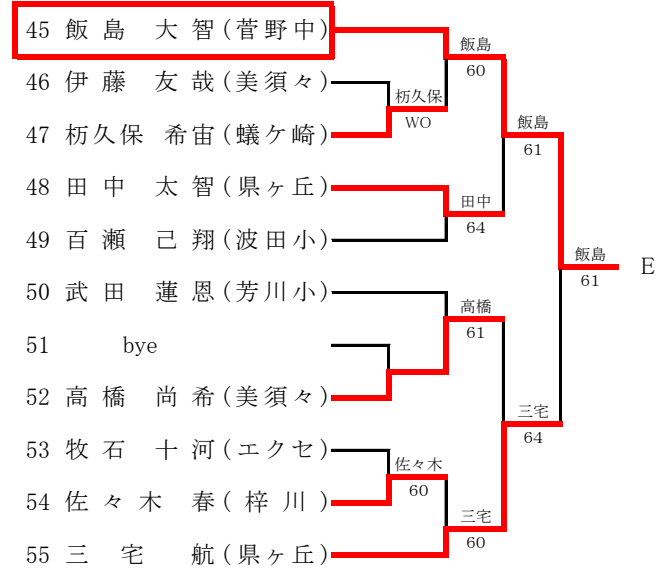 45 飯島 大智(菅野中)
46 伊藤 友哉(美須々)
47 栃久保 希宙(蟻ケ崎)
48 田中 太智(県ヶ丘)
49 百瀬 己翔(波田小)
50 武田 蓮恩(芳川小)
51 bye
52 高橋 尚希(美須々)
53 牧石 十河(エクセ)
54 佐々木 春(梓川)
55 三宅 航(県ヶ丘)
栃久保
WO
佐々木
60
飯島
60
田中
64
高橋
61
三宅
60
飯島
61
三宅
64
飯島
61
E